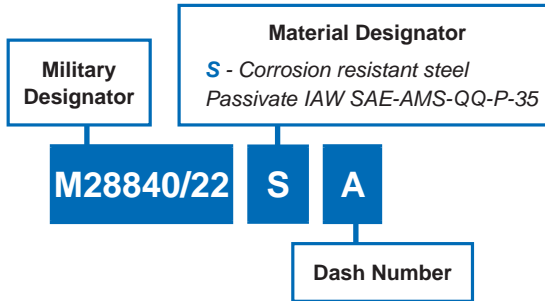 Material Designator
S - Corrosion resistant steel
Passivate IAW SAE-AMS-QQ-P-35
Military
Designator
M28840/22 S A
Dash Number